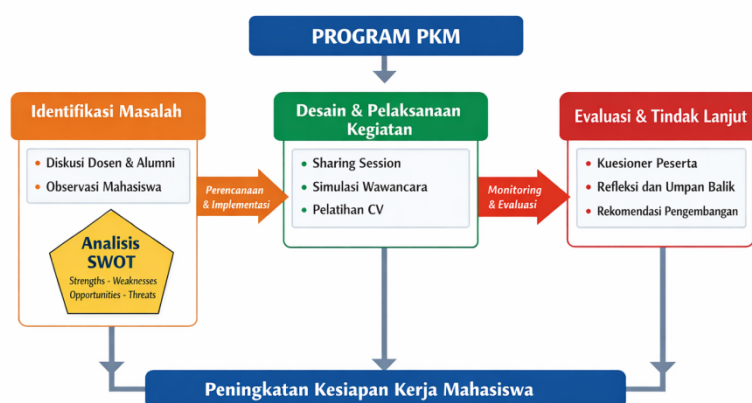 PROGRAM PKM
Identifikasi Masalah
• Diskusi Dosen & Alumni
• Observasi Mahasiswa
Analisis
SWOT
Strengths - Weaknesses
Opportunities - Threats
Perencanaan
& Implementasi
Desain & Pelaksanaan
Kegiatan
• Sharing Session
• Simulasi Wawancara
• Pelatihan CV
Monitoring
& Evaluasi
Evaluasi & Tindak Lanjut
• Kuesioner Peserta
• Refleksi dan Umpan Balik
• Rekomendasi Pengembangan
Peningkatan Kesiapan Kerja Mahasiswa